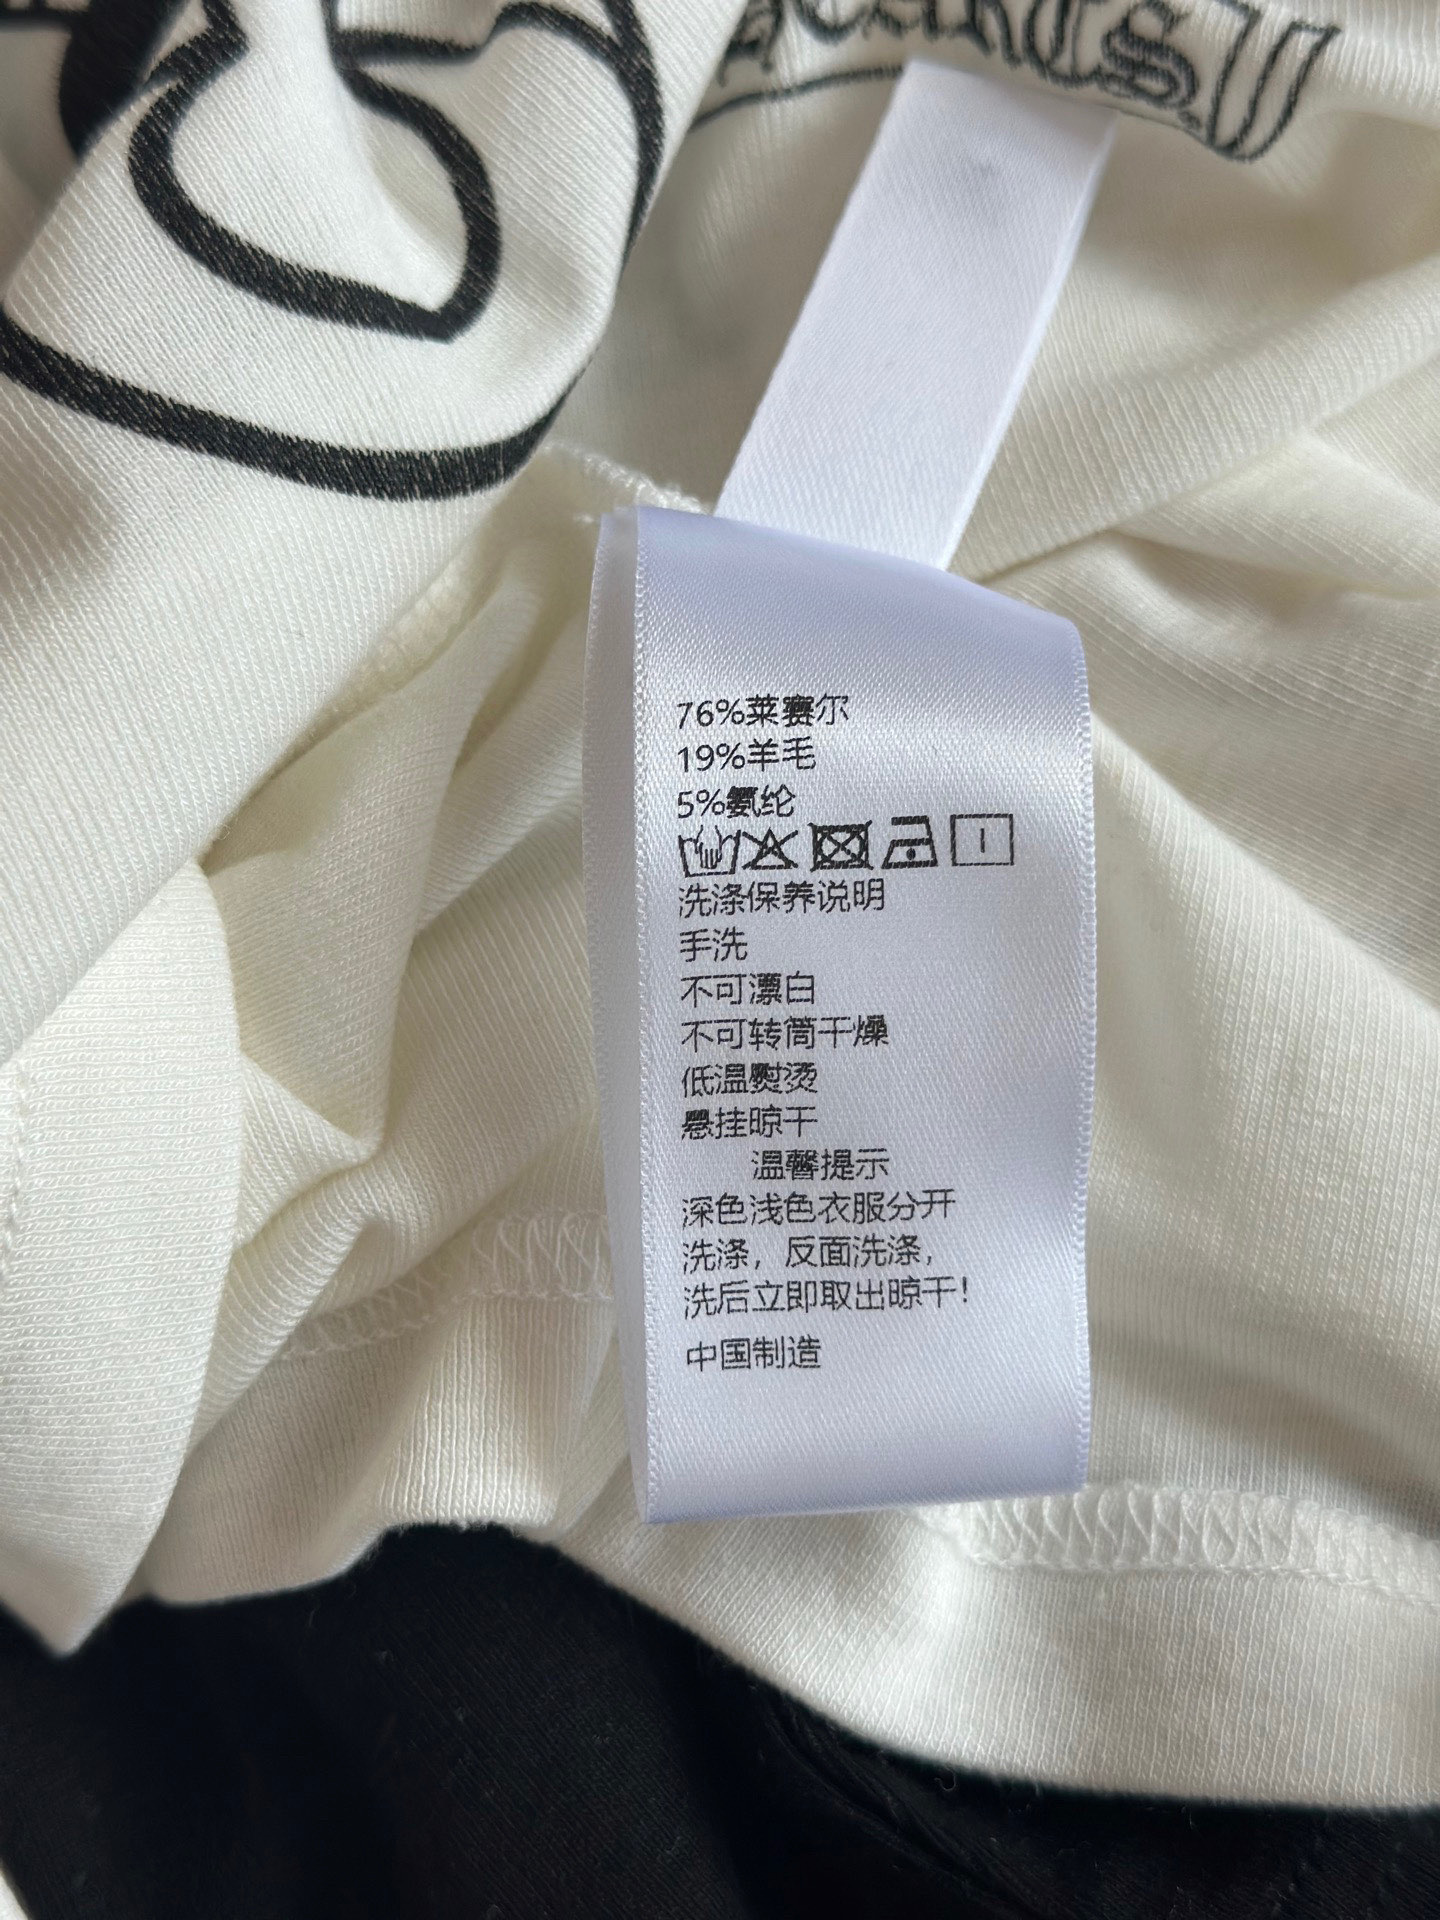 HEARTS
76%莱赛尔
19%羊毛
5%氨纶
洗涤保养说明
手洗
不可漂白
不可转筒干燥
低温熨烫
悬挂晾干
温馨提示
深色浅色衣服分开
洗涤，反面洗涤，
洗后立即取出晾干！
中国制造